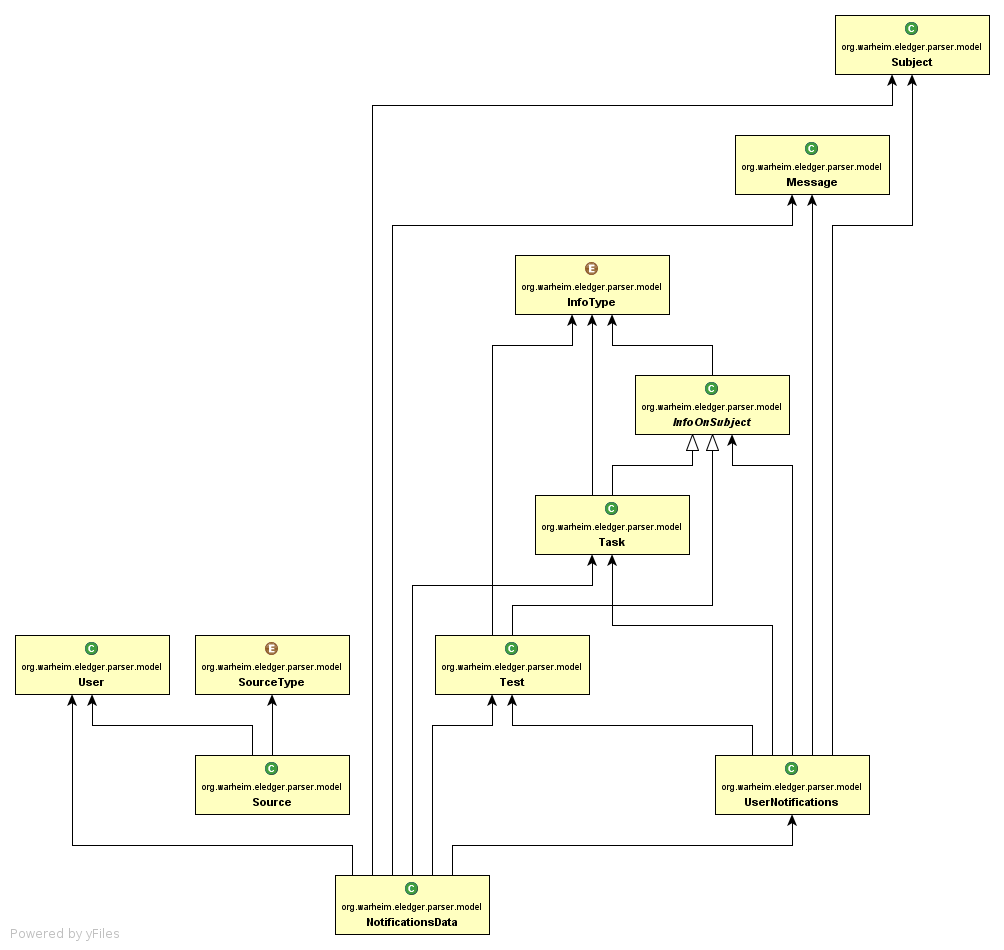 C
org.warheim.eledger.parser.model
Subject
C
org.warheim.eledger.parser.model
Message
E
org.warheim.eledger.parser.model
InfoType
C
org.warheim.eledger.parser.model
InfoOnSubject
C
org.warheim.eledger.parser.model
Task
C
org.warheim.eledger.parser.model
User
E
org.warheim.eledger.parser.model
SourceType
C
org.warheim.eledger.parser.model
Test
C
org.warheim.eledger.parser.model
Source
C
org.warheim.eledger.parser.model
UserNotifications
C
org.warheim.eledger.parser.model
NotificationsData
Powered by yFiles